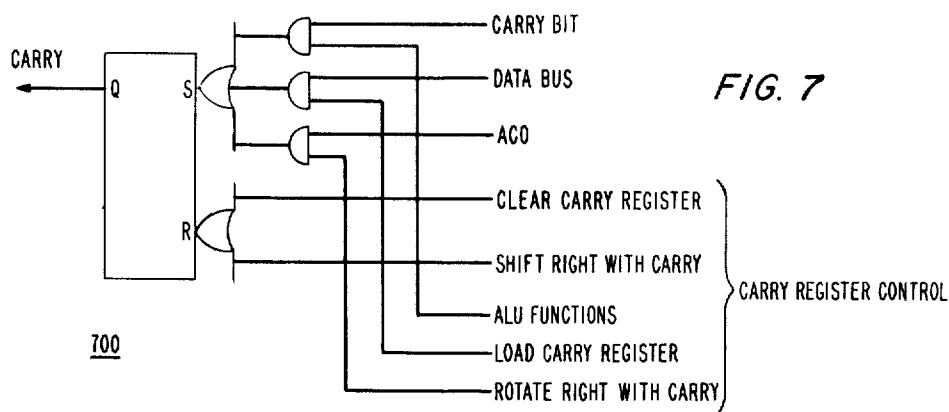 CARRY BIT
CARRY
DATA BUS
FIG. 7
Q
S
ACO
CLEAR CARRY REGISTER
R
SHIFT RIGHT WITH CARRY
CARRY REGISTER CONTROL
ALU FUNCTIONS
700
LOAD CARRY REGISTER
ROTATE RIGHT WITH CARRY